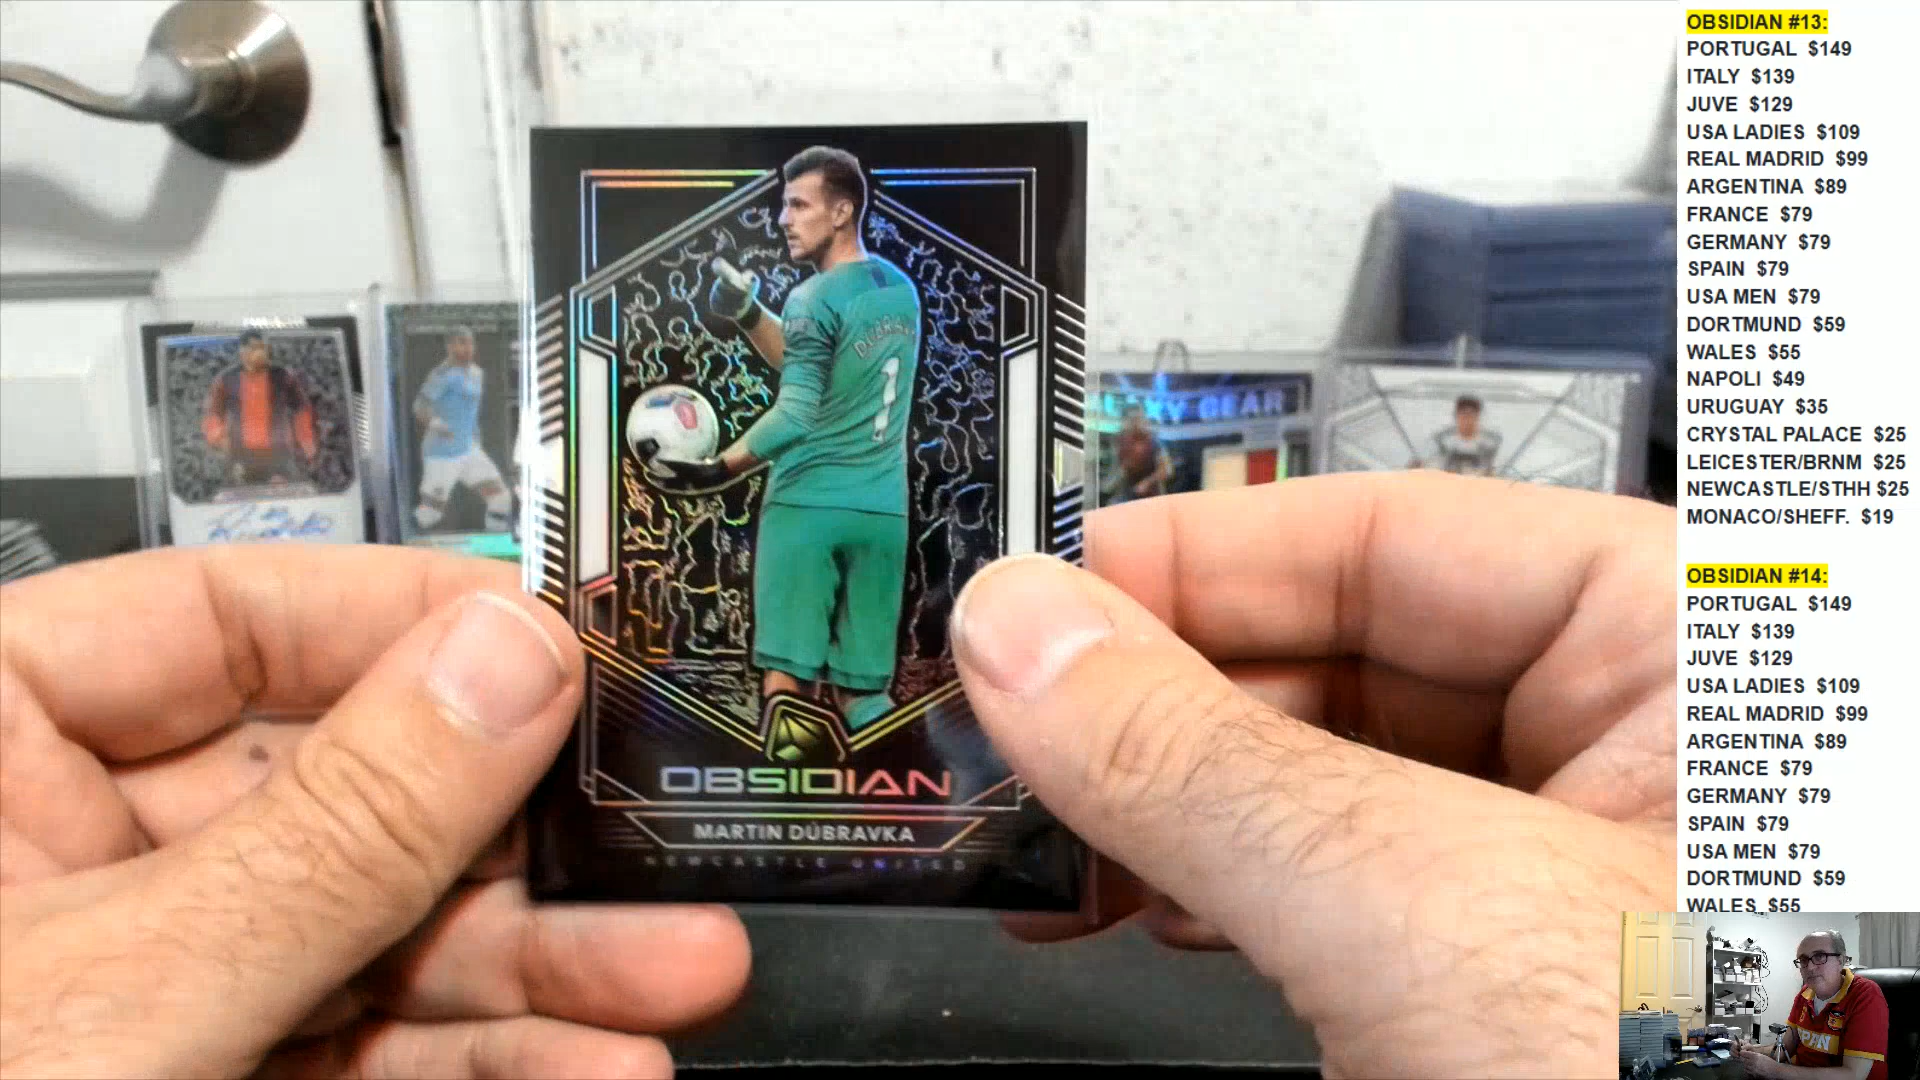 OBSIDIAN #13:
PORTUGAL $149
ITALY $139
JUVE $129
USA LADIES $109
REAL MADRID $99
ARGENTINA $89
FRANCE $79
GERMANY $79
SPAIN $79
USA MEN $79
DORTMUND $59
WALES $55
NAPOLI $49
URUGUAY $35
CRYSTAL PALACE $25
LEICESTER/BRNM $25
NEWCASTLE/STHH $25
MONACO/SHEFF. $19
OBSIDIAN #14:
PORTUGAL $149
ITALY $139
JUVE $129
USA LADIES $109
REAL MADRID $99
ARGENTINA $89
FRANCE $79
GERMANY $79
SPAIN $79
USA MEN $79
DORTMUND $59
WALES $55
1
OBSIDIAN
MARTIN DÚBRAVKA
NEWCASTLE UNITED
GEAR